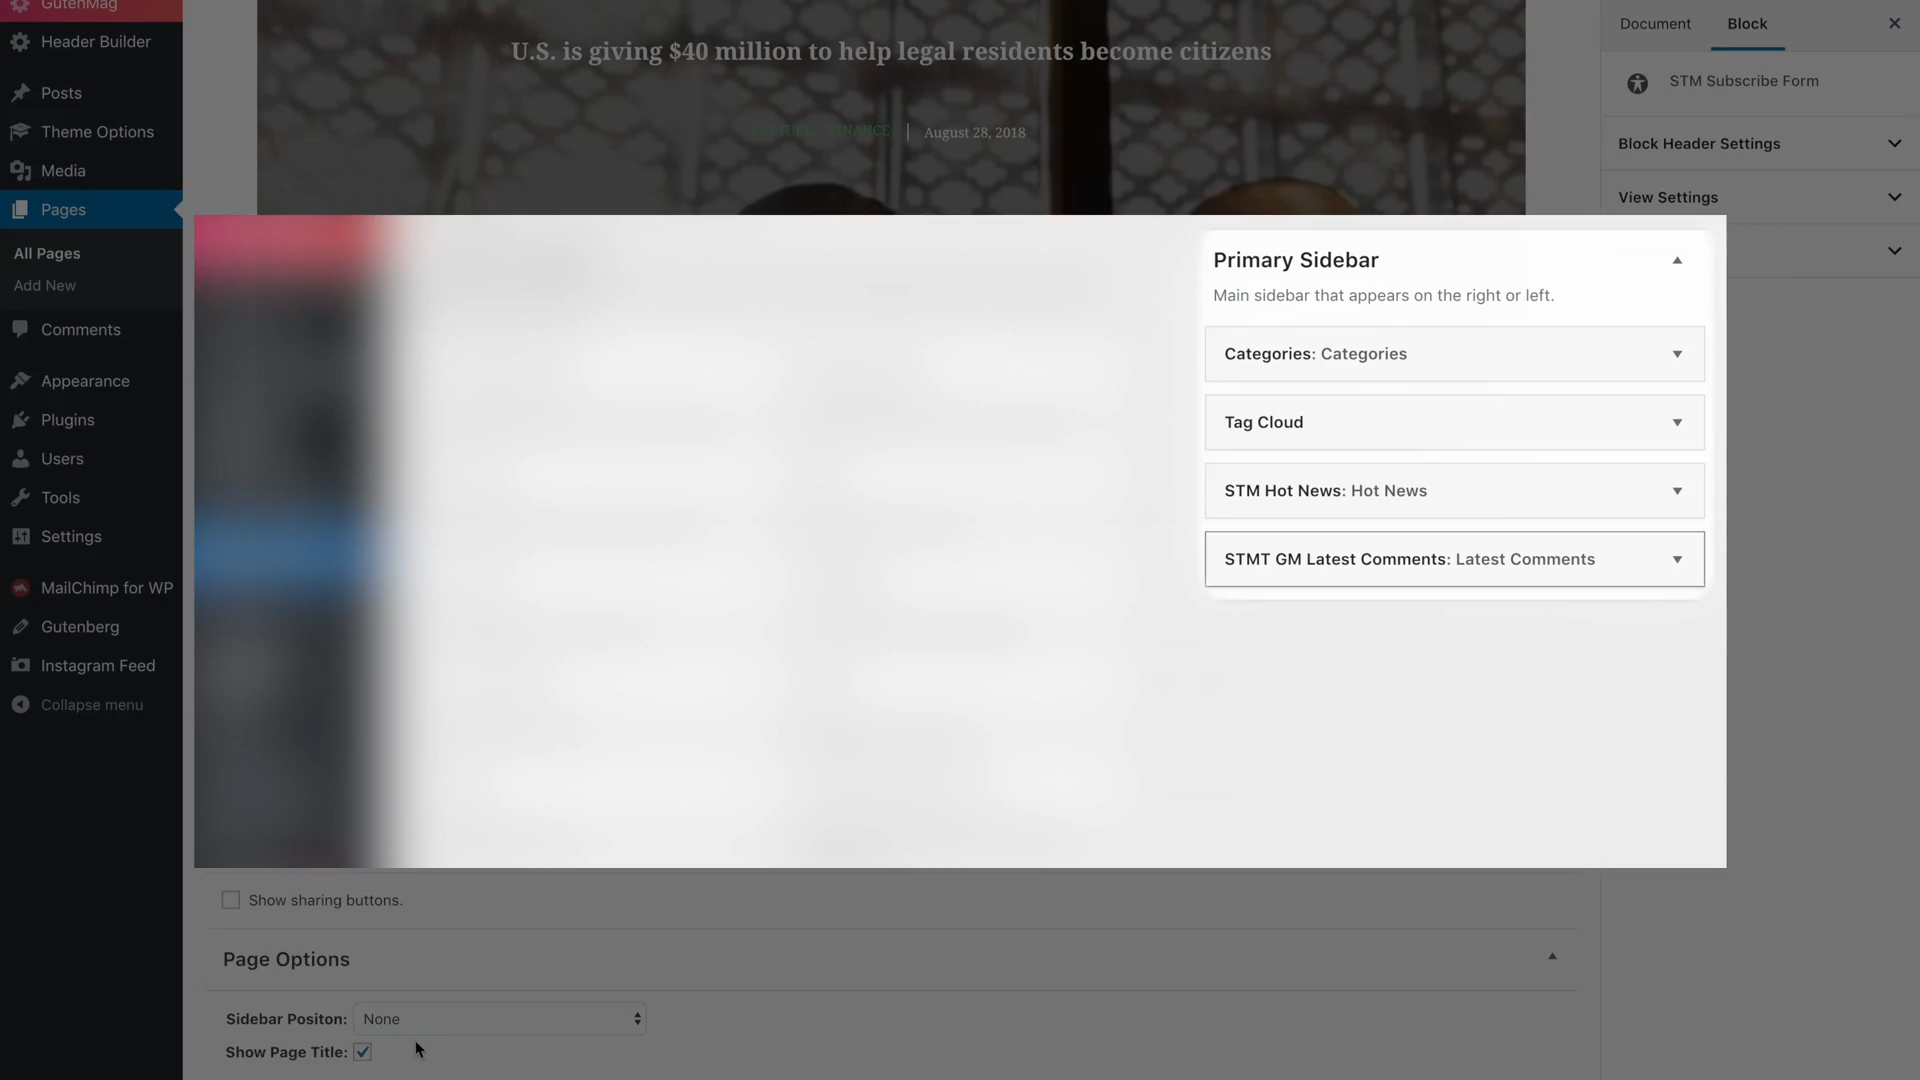 GutenMag
Header Builder
Posts
Theme Options
Media
Pages
All Pages
Add New
Comments
Appearance
Plugins
Users
Tools
Settings
MailChimp for WP
Gutenberg
Instagram Feed
Collapse menu
U.S. is giving $40 million to help legal residents become citizens
CULTURE FINANCE | August 28, 2018
Primary Sidebar
Main sidebar that appears on the right or left.
Categories: Categories
Tag Cloud
STM Hot News: Hot News
STMT GM Latest Comments: Latest Comments
Show sharing buttons.
Page Options
Sidebar Positon: None
Show Page Title:
Document Block
STM Subscribe Form
Block Header Settings
View Settings